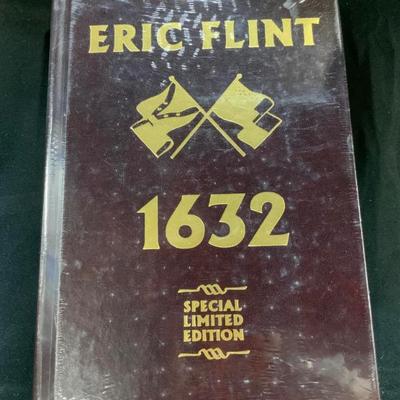 ERIC FLINT
1632
SPECIAL
LIMITED
EDITION